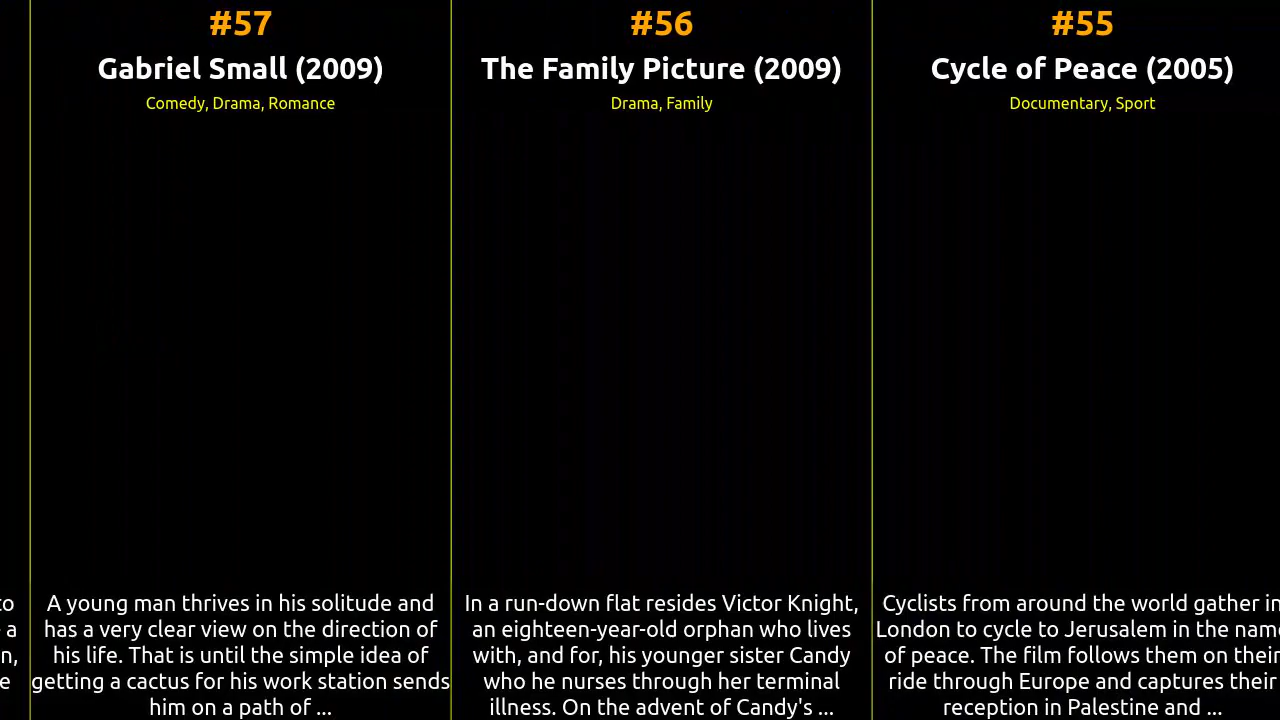 #57
Gabriel Small (2009)
Comedy, Drama, Romance
A young man thrives in his solitude and
has a very clear view on the direction of
his life. That is until the simple idea of
getting a cactus for his work station sends
him on a path of ...
#56
The Family Picture (2009)
Drama, Family
In a run-down flat resides Victor Knight,
an eighteen-year-old orphan who lives
with, and for, his younger sister Candy
who he nurses through her terminal
illness. On the advent of Candy's ...
#55
Cycle of Peace (2005)
Documentary, Sport
Cyclists from around the world gather in
London to cycle to Jerusalem in the name
of peace. The film follows them on their
ride through Europe and captures their
reception in Palestine and ...